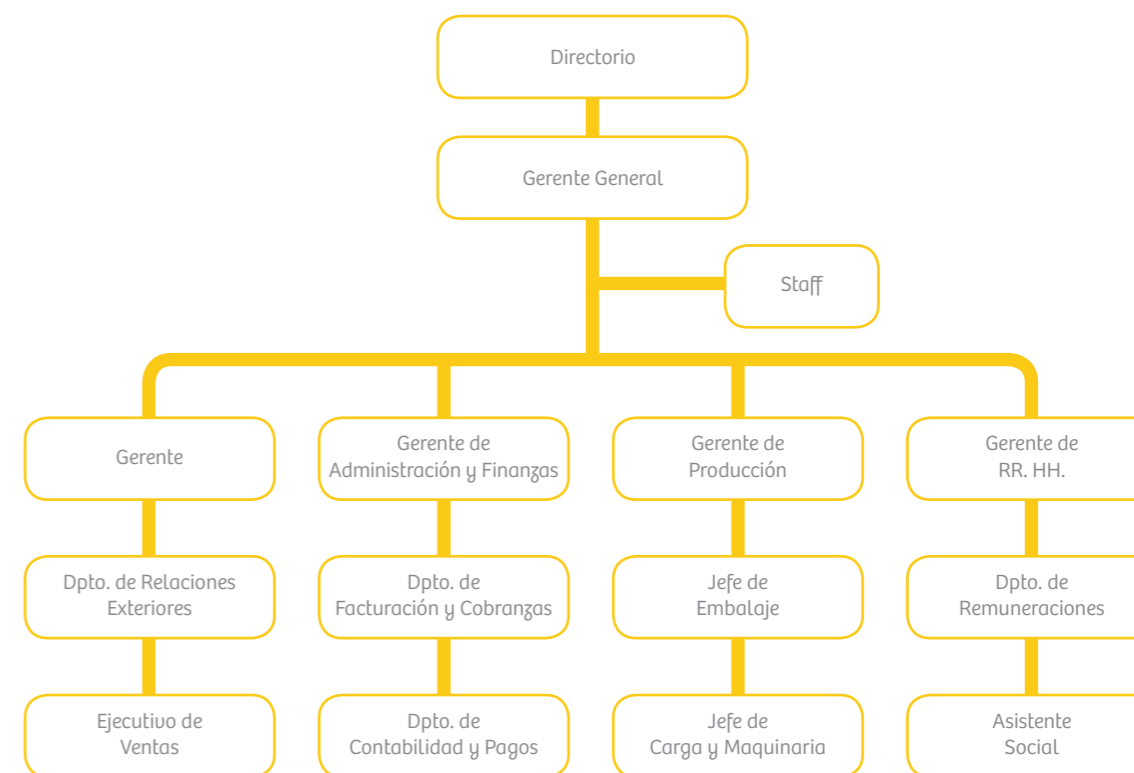 Directorio
Gerente General
Staff
Gerente
Gerente de
Administración y Finanzas
Gerente de
Producción
Gerente de
RR. HH.
Dpto. de Relaciones
Exteriores
Dpto. de
Facturación y Cobranzas
Jefe de
Embalaje
Dpto. de
Remuneraciones
Ejecutivo de
Ventas
Dpto. de
Contabilidad y Pagos
Jefe de
Carga y Maquinaria
Asistente
Social